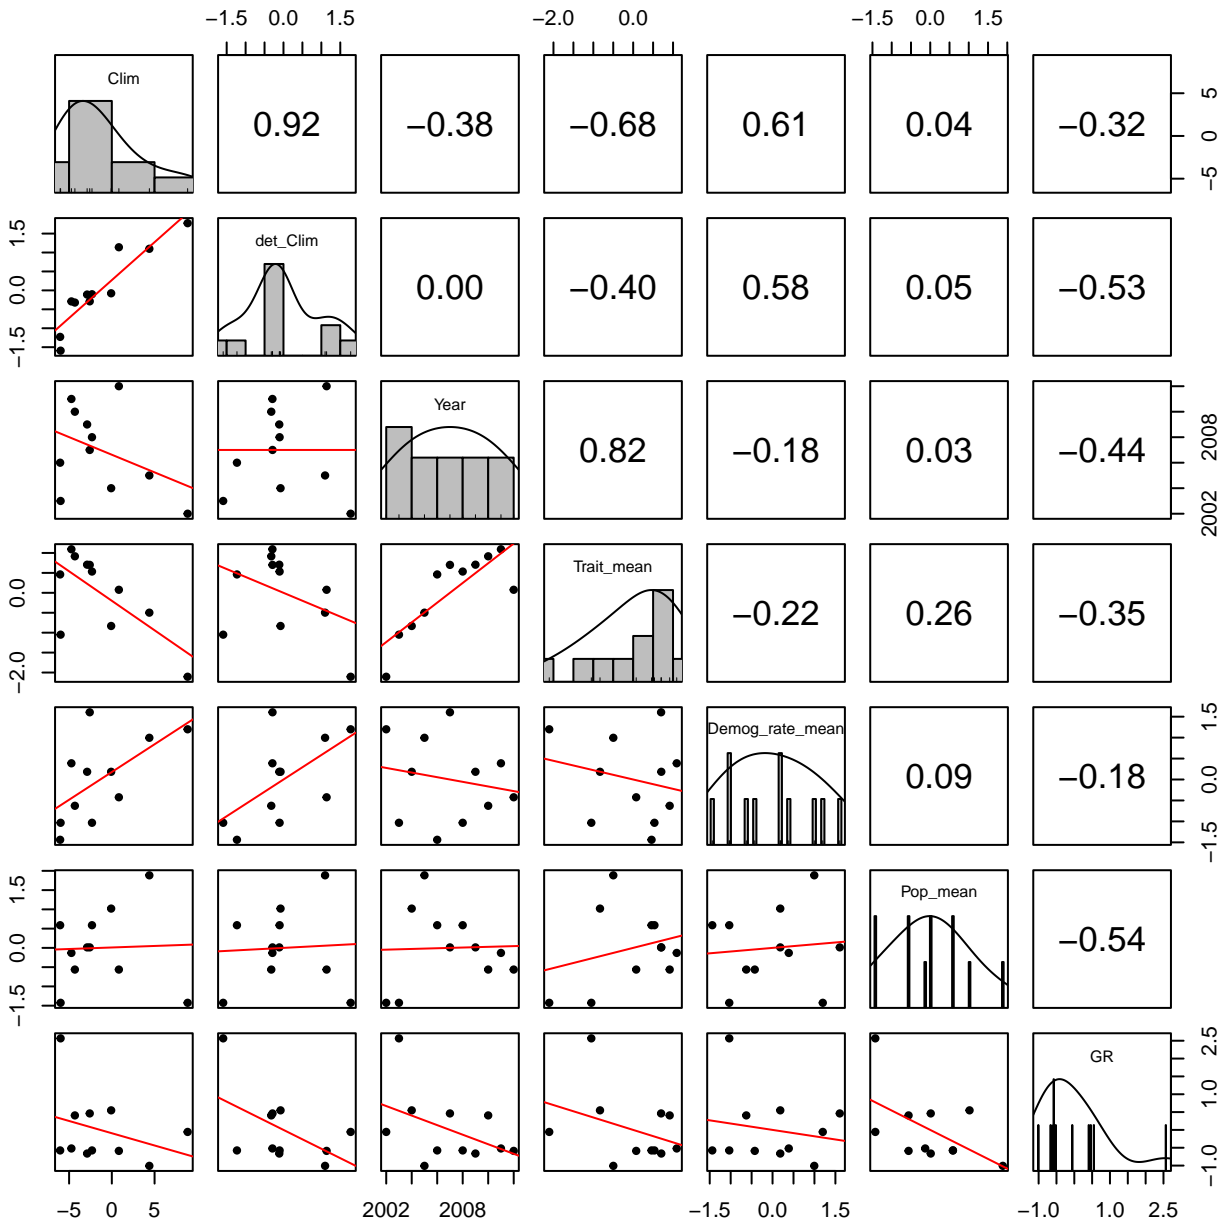 −1.5 0.0 1.5 −2.0 0.0 −1.5 0.0 1.5
Clim 0.92 −0.38 −0.68 0.61 0.04 −0.32 −5 0 5
−1.5 0.0 1.5 det_Clim 0.00 −0.40 0.58 0.05 −0.53
Year 0.82 −0.18 0.03 −0.44 2002 2008
−2.0 0.0 Trait_mean −0.22 0.26 −0.35
Demog_rate_mean 0.09 −0.18 −1.5 0.0 1.5
−1.5 0.0 1.5 Pop_mean −0.54
GR −1.0 1.0 2.5
−5 0 5 2002 2008 −1.5 0.0 1.5 −1.0 1.0 2.5